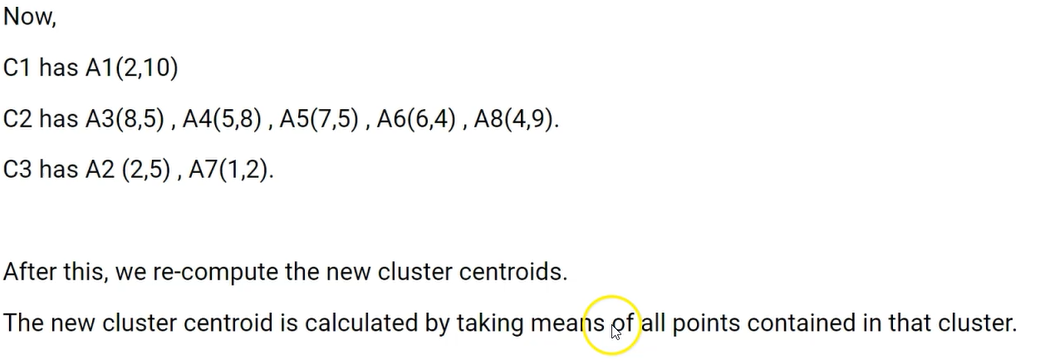 Now,
C1 has A1(2,10)
C2 has A3(8,5) , A4(5,8) , A5(7,5) , A6(6,4) , A8(4,9).
C3 has A2 (2,5) , A7(1,2).
After this, we re-compute the new cluster centroids.
The new cluster centroid is calculated by taking means of all points contained in that cluster.